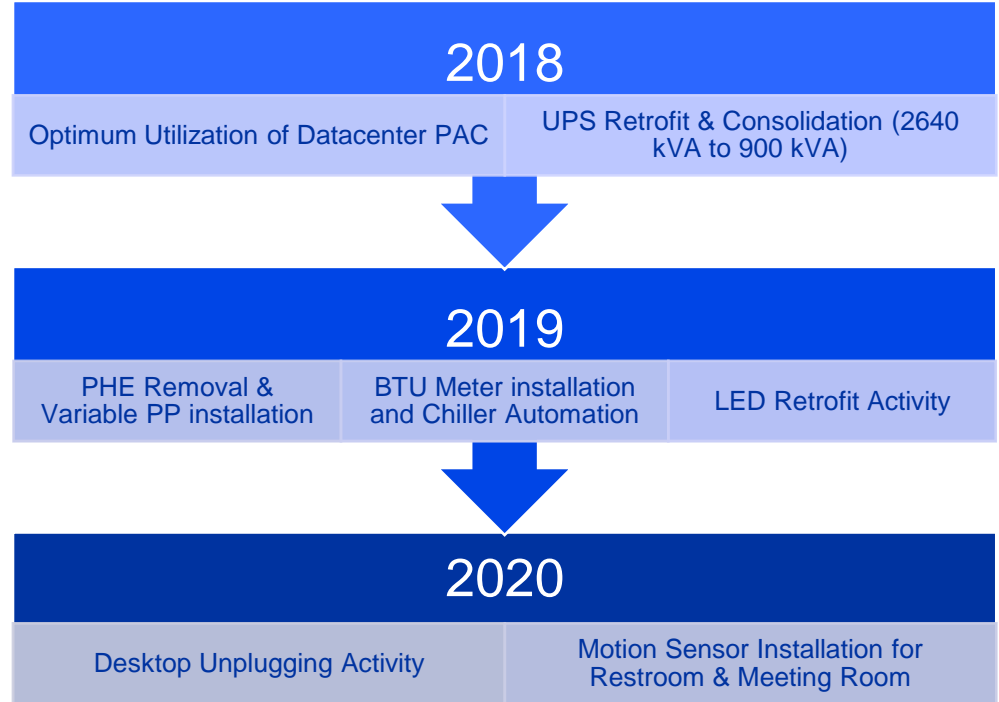 2018
Optimum Utilization of Datacenter PAC
UPS Retrofit & Consolidation (2640
kVA to 900 kVA)
2019
PHE Removal &
Variable PP installation
BTU Meter installation
and Chiller Automation
LED Retrofit Activity
2020
Desktop Unplugging Activity
Motion Sensor Installation for
Restroom & Meeting Room